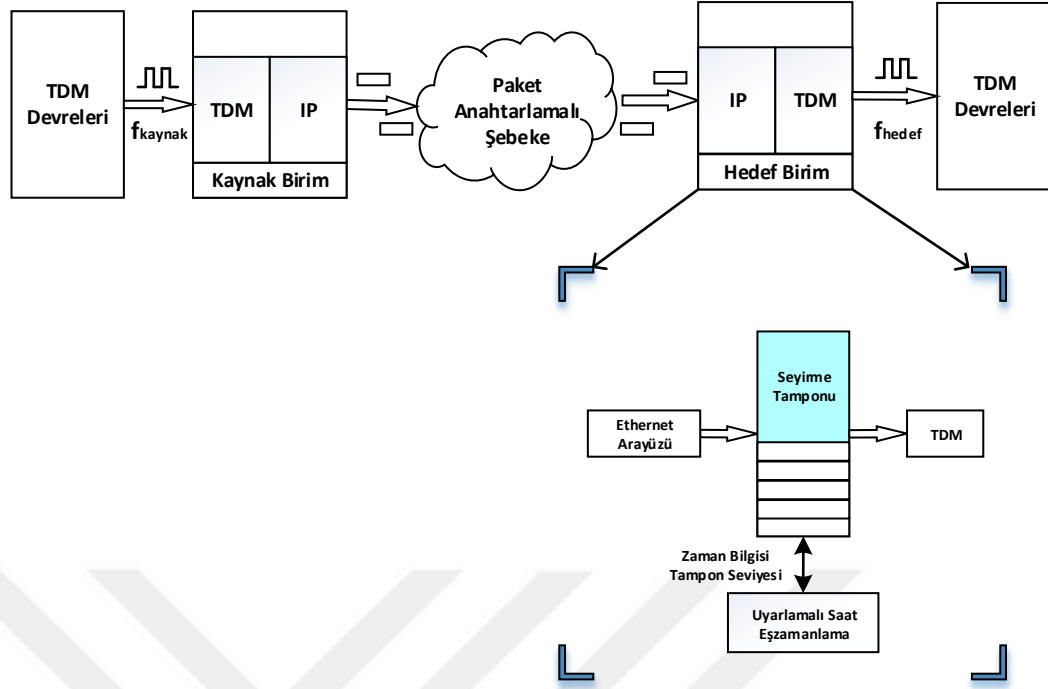 TDM
Devreleri
fkaynak
TDM
IP
Kaynak Birim
Paket
Anahtarlamalı
Şebeke
IP
TDM
Hedef Birim
fhedef
TDM
Devreleri
Seyirme
Tamponu
Ethernet
Arayüzü
TDM
Zaman Bilgisi
Tampon Seviyesi
Uyarlamalı Saat
Eşzamanlama